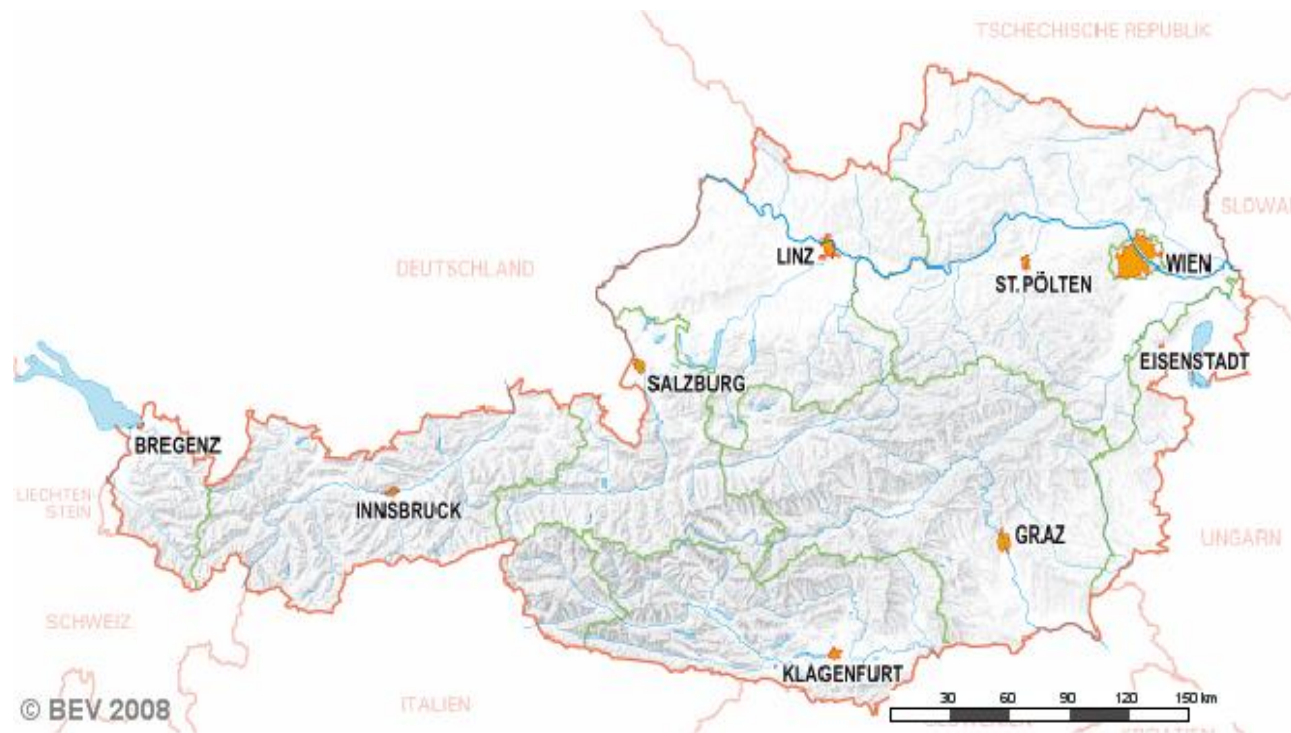 TSCHECHISCHE REPUBLIK
SLOWA
LINZ
WIEN
DEUTSCHLAND
ST. PÖLTEN
EISENSTADT
SALZBURG
BREGENZ
LIECHTEN
STEIN
INNSBRUCK
GRAZ
UNGARN
SCHWEIZ
KLAGENFURT
ITALIEN
30 60 90 120 150 km
© BEV 2008